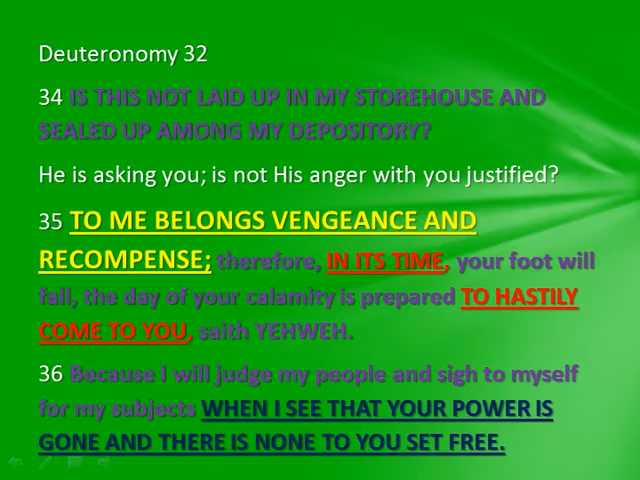 Deuteronomy 32
34 IS THIS NOT LAID UP IN MY STOREHOUSE AND
SEALED UP AMONG MY DEPOSITORY?
He is asking you; is not His anger with you justified?
35 TO ME BELONGS VENGEANCE AND
RECOMPENSE; therefore, IN ITS TIME, your foot will
fall, the day of your calamity is prepared TO HASTILY
COME TO YOU, saith YEHWEH.
36 Because I will judge my people and sigh to myself
for my subjects WHEN I SEE THAT YOUR POWER IS
GONE AND THERE IS NONE TO YOU SET FREE.